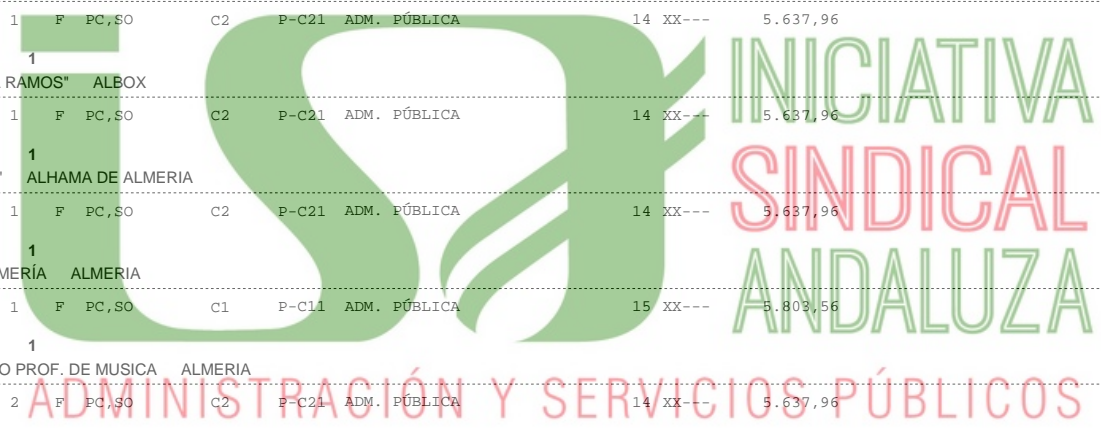 1 F PC,SO C2 P-C21 ADM. PÚBLICA 14 XX--- 5.637,96
1
RAMOS" ALBOX
1 F PC,SO C2 P-C21 ADM. PÚBLICA 14 XX--- 5.637,96
1
" ALHAMA DE ALMERIA
1 F PC,SO C2 P-C21 ADM. PÚBLICA 14 XX--- 5.637,96
1
MERÍA ALMERIA
1 F PC,SO C1 P-C11 ADM. PÚBLICA 15 XX--- 5.803,56
1
O PROF. DE MUSICA ALMERIA
2 F PC,SO C2 P-C21 ADM. PÚBLICA 14 XX--- 5.637,96
isa
INICIATIVA
SINDICAL
ANDALUZA
ADMINISTRACIÓN Y SERVICIOS PÚBLICOS